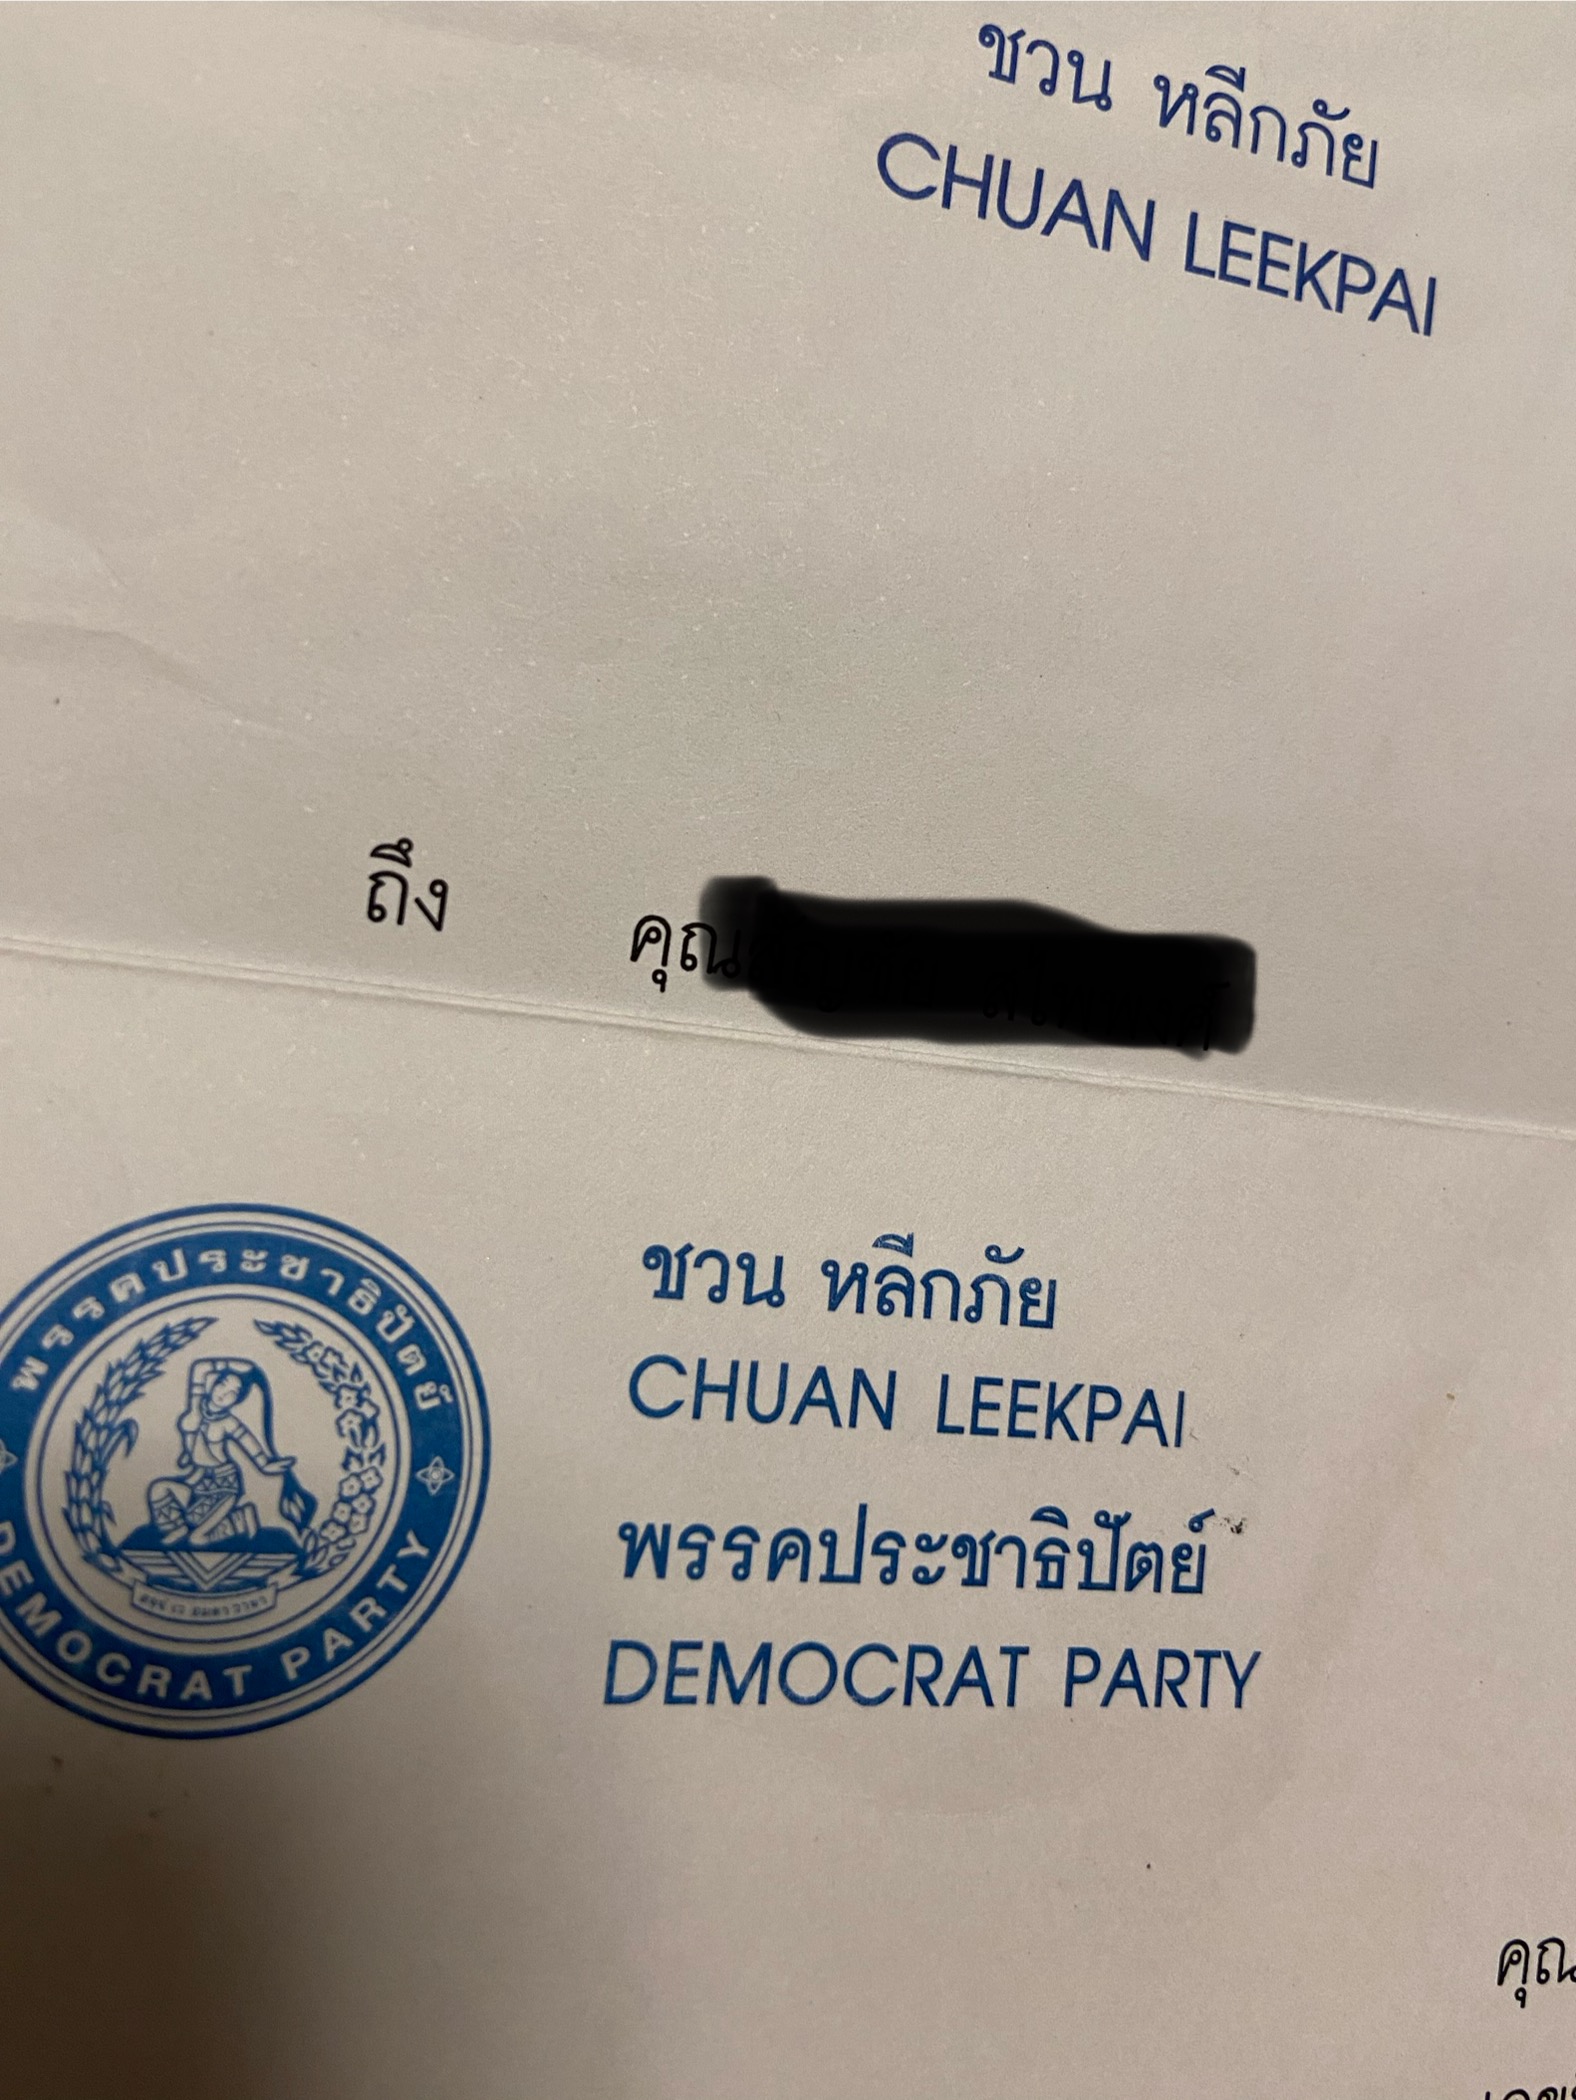 ชวน หลีกภัย
CHUAN LEEKPAI
ถึง คุณ
พรรคประชาธิปัตย์
DEMOCRAT PARTY
ชวน หลีกภัย
CHUAN LEEKPAI
พรรคประชาธิปัตย์
DEMOCRAT PARTY
คุณ